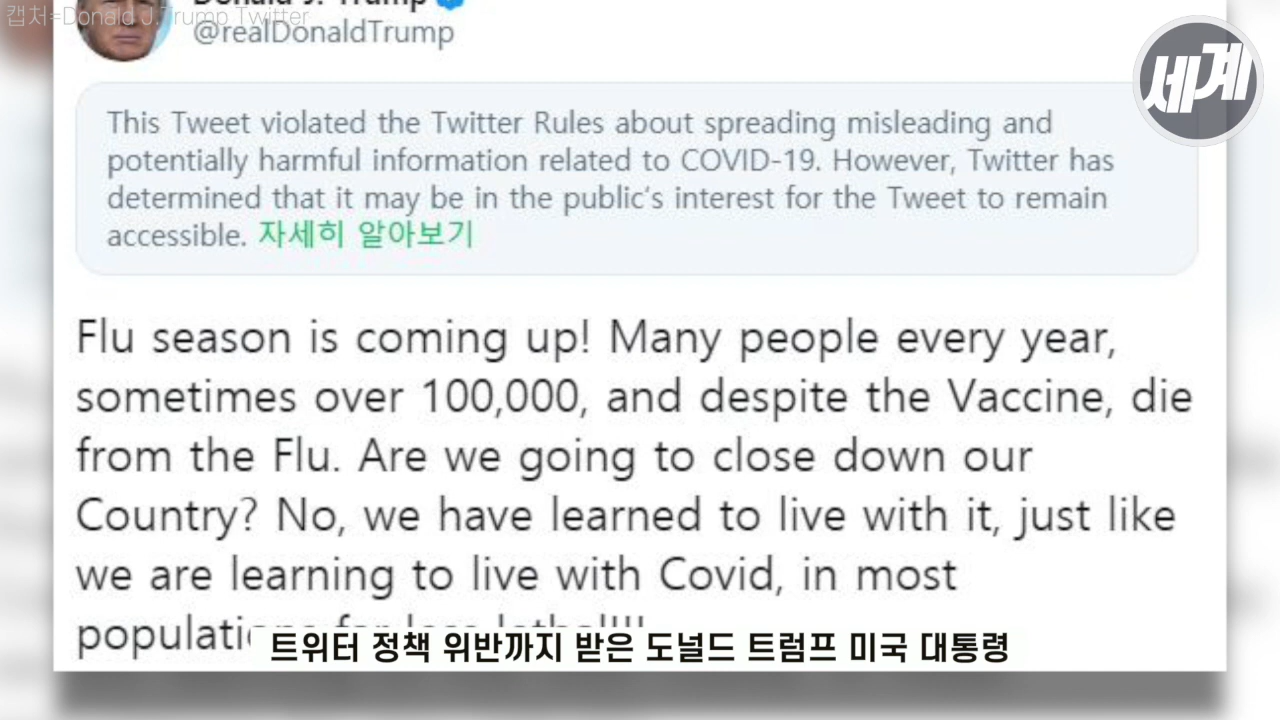 캡처=Donald J.Trump Twitter
Donald J. Trump
@realDonaldTrump
세계
This Tweet violated the Twitter Rules about spreading misleading and
potentially harmful information related to COVID-19. However, Twitter has
determined that it may be in the public's interest for the Tweet to remain
accessible. 자세히 알아보기
Flu season is coming up! Many people every year,
sometimes over 100,000, and despite the Vaccine, die
from the Flu. Are we going to close down our
Country? No, we have learned to live with it, just like
we are learning to live with Covid, in most
populations far less lethal!!!
트위터 정책 위반까지 받은 도널드 트럼프 미국 대통령